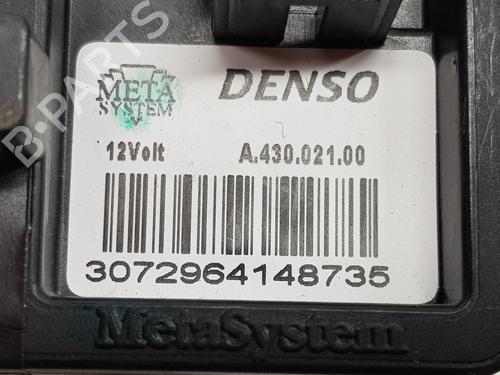 META
SYSTEM
DENSO
12Volt
A.430.021.00
3072964148735
MetaSystem
B-PARTS